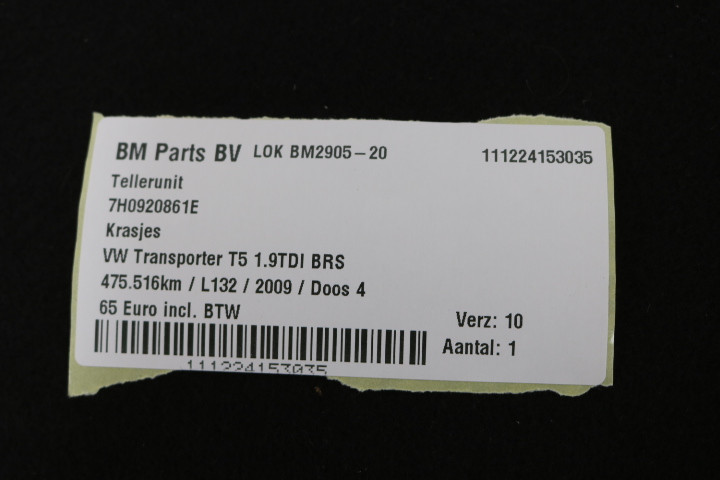 BM Parts BV LOK BM2905-20 111224153035
Tellerunit
7H0920861E
Krasjes
VW Transporter T5 1.9TDI BRS
475.516km / L132 / 2009 / Doos 4
65 Euro incl. BTW
Verz: 10
Aantal: 1
111224153035